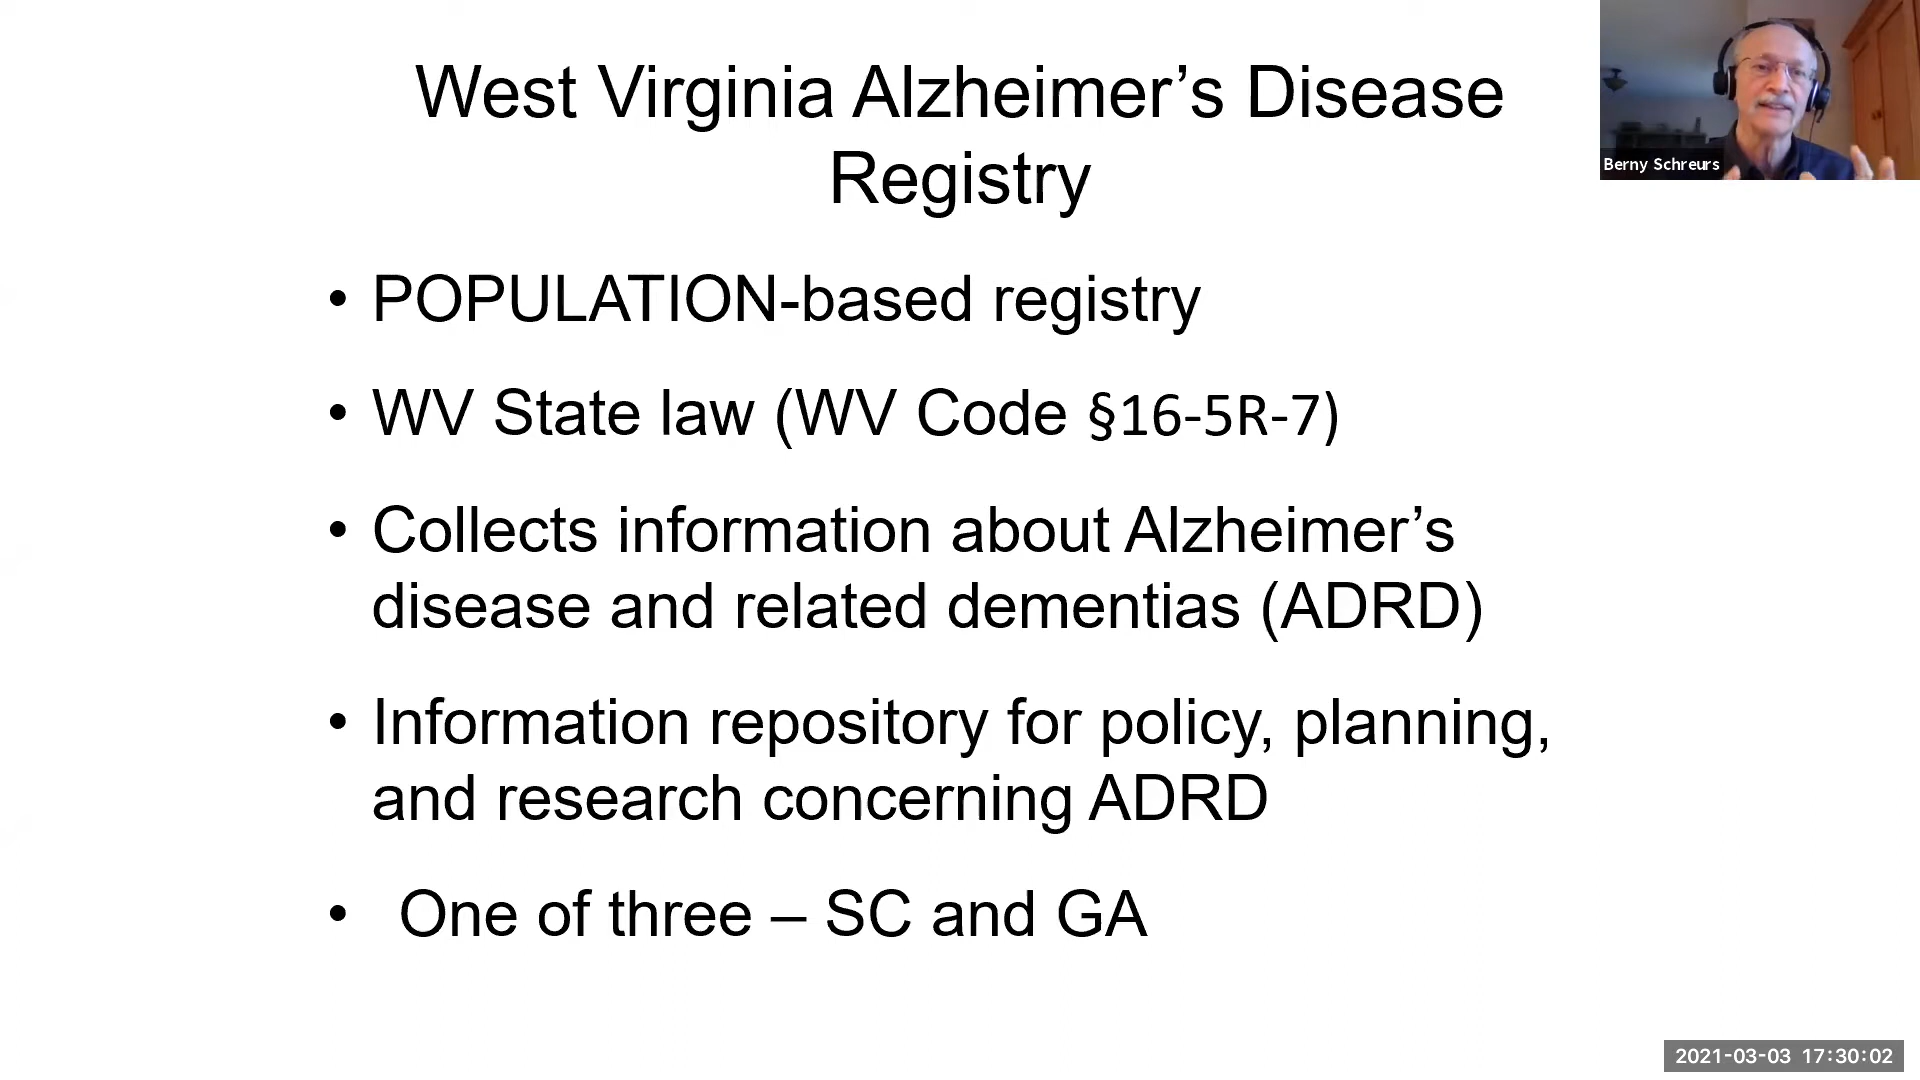 West Virginia Alzheimer’s Disease
Registry
Berny Schreurs
• POPULATION-based registry
• WV State law (WV Code §16-5R-7)
• Collects information about Alzheimer’s
disease and related dementias (ADRD)
• Information repository for policy, planning,
and research concerning ADRD
• One of three – SC and GA
2021-03-03 17:30:02